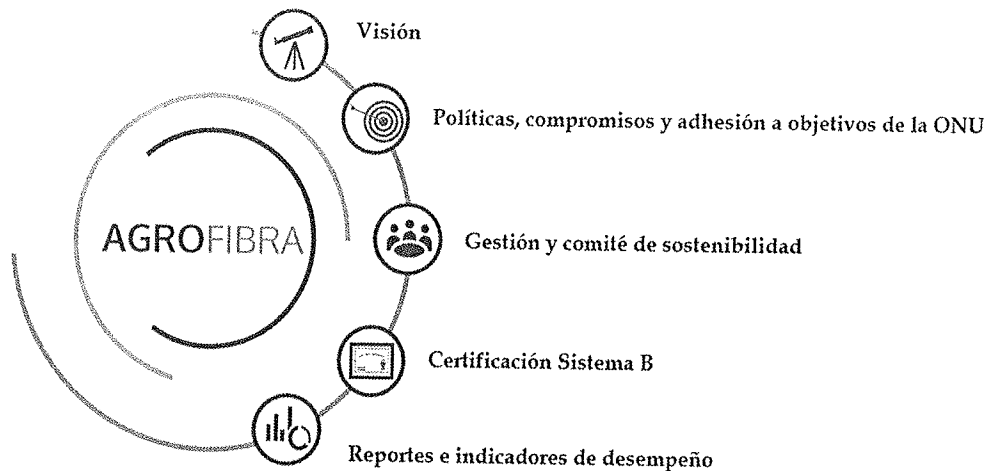 Visión
Políticas, compromisos y adhesión a objetivos de la ONU
AGROFIBRA
Gestión y comité de sostenibilidad
Certificación Sistema B
Reportes e indicadores de desempeño